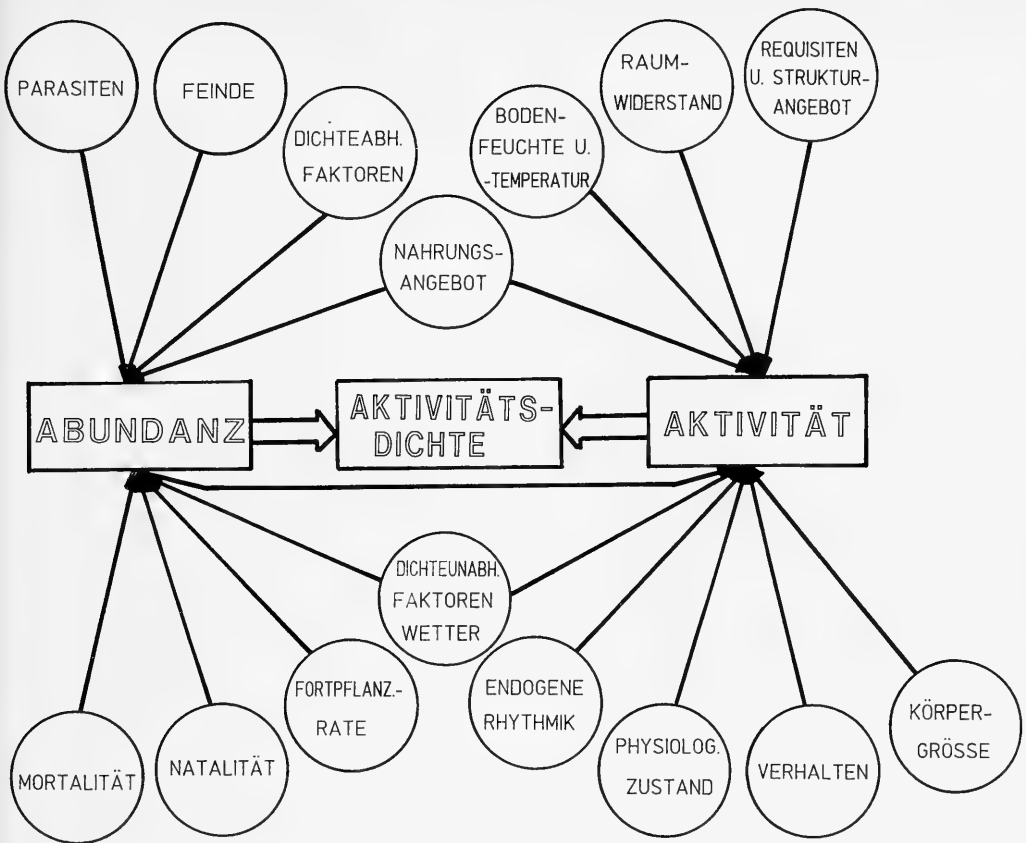 PARASITEN
FEINDE
DICHTEABH.
FAKTOREN
NAHRUNGS-
ANGEBOT
BODEN-
FEUCHTE U.
-TEMPERATUR
RAUM-
WIDERSTAND
REQUISITEN
U. STRUKTUR-
ANGEBOT
ABUNDANZ
AKTIVITÄTS-
DICHTE
AKTIVITÄT
DICHTEUNABH.
FAKTOREN
WETTER
MORTALITÄT
NATALITÄT
FORTPFLANZ.-
RATE
ENDOGENE
RHYTHMIK
PHYSIOLOG.
ZUSTAND
VERHALTEN
KÖRPER-
GRÖSSE